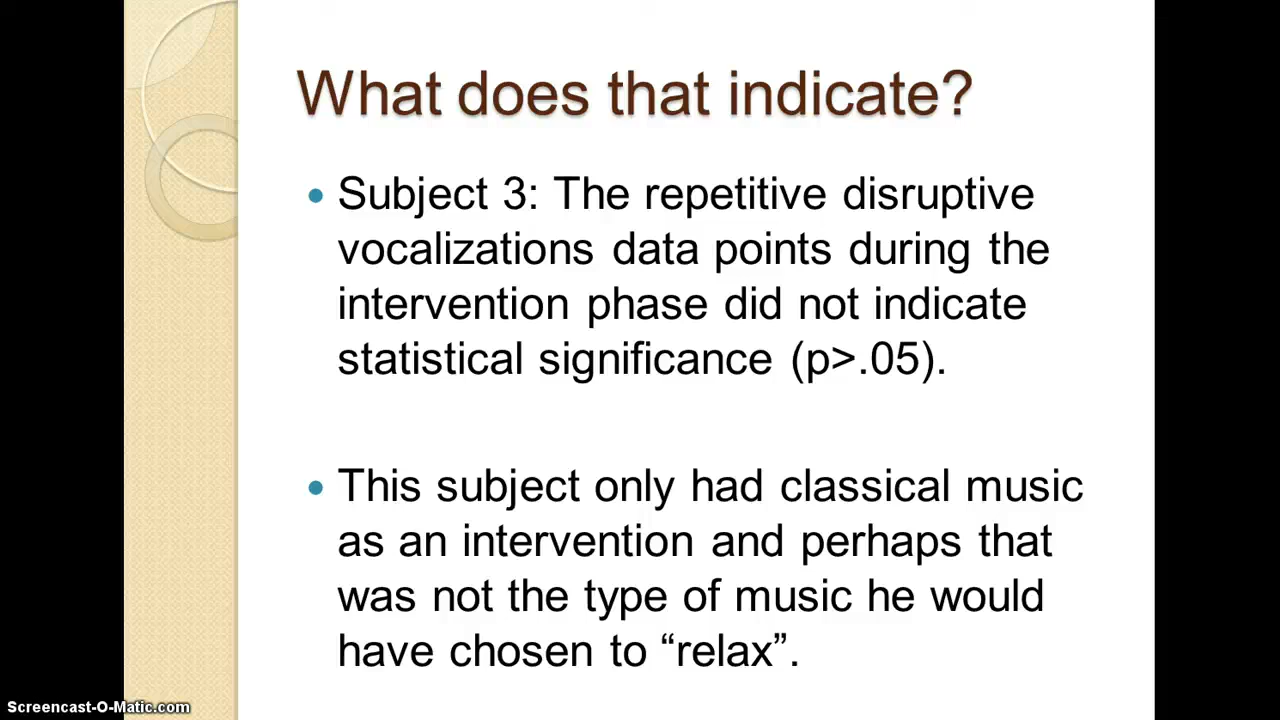 What does that indicate?
• Subject 3: The repetitive disruptive
vocalizations data points during the
intervention phase did not indicate
statistical significance (p>.05).
• This subject only had classical music
as an intervention and perhaps that
was not the type of music he would
have chosen to “relax”.
Screencast-O-Matic.com